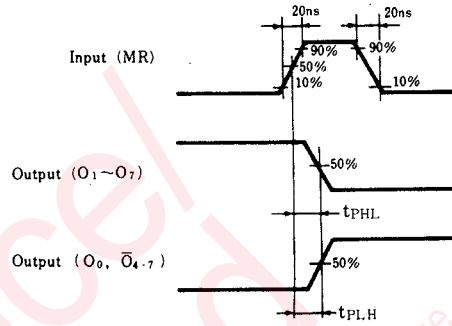 20ns 20ns
Input (MR)
90% 90%
50%
10% 10%
Output (O₁~O₇)
50%
tPHL
Output (O₀, Ō₄₋₇)
50%
tPLH